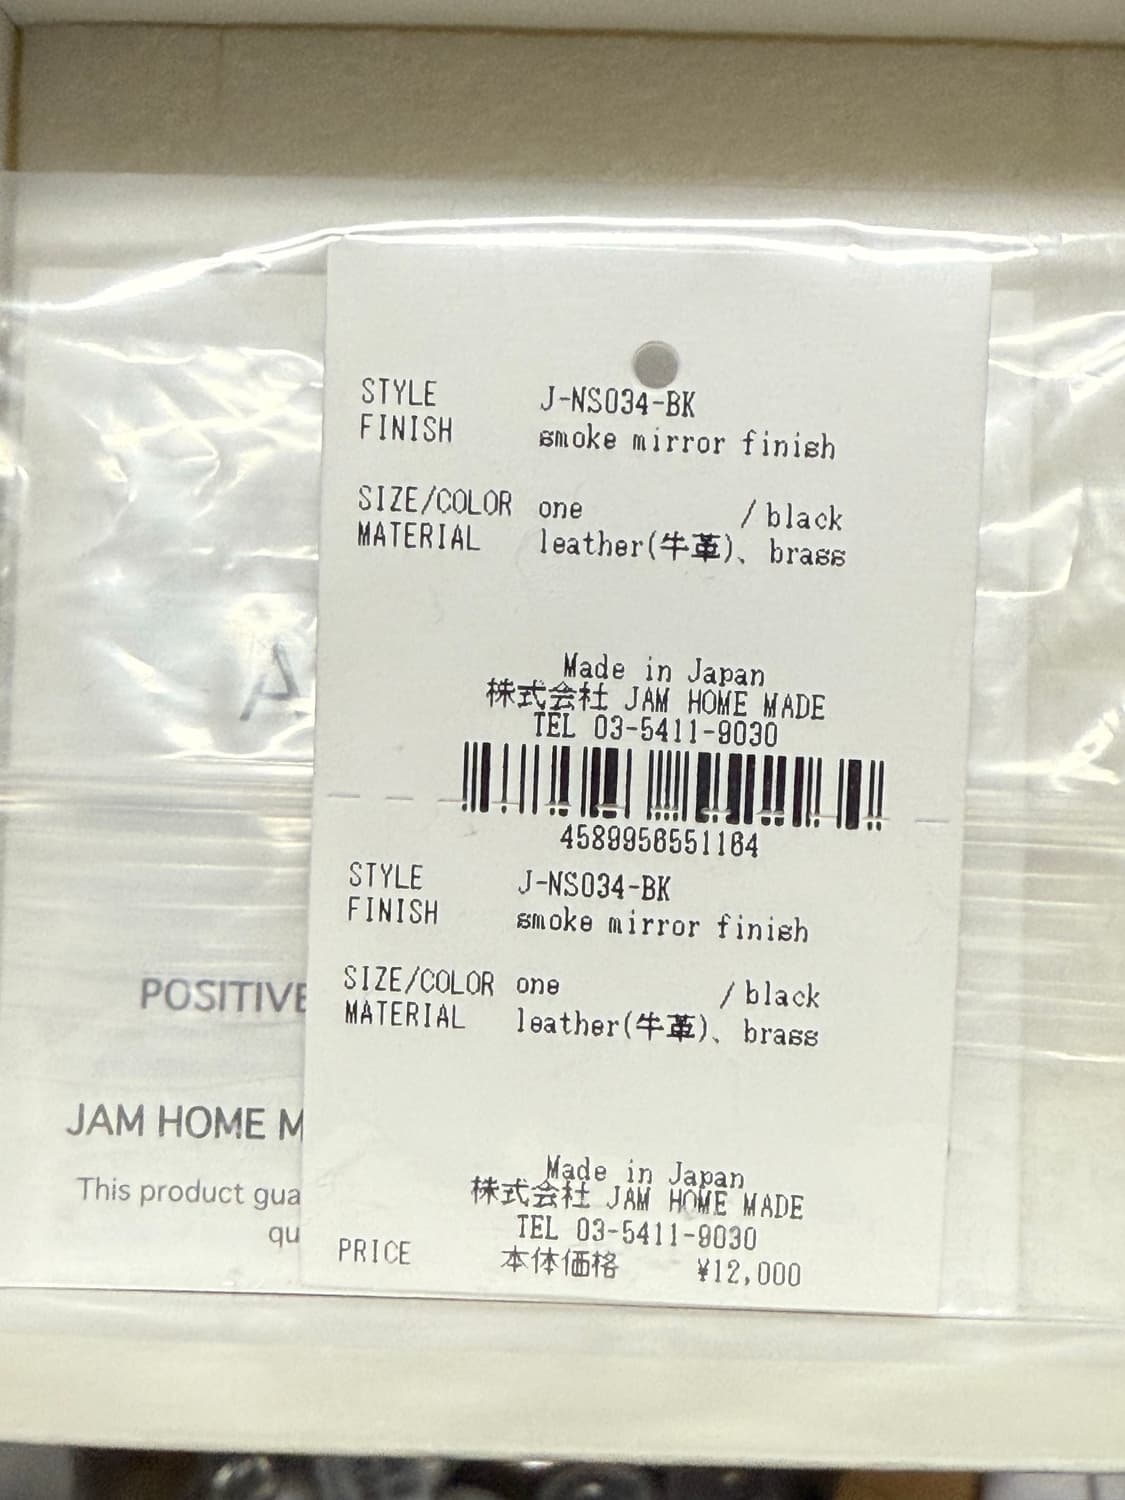 STYLE J-NS034-BK
FINISH smoke mirror finish
SIZE/COLOR one / black
MATERIAL leather(牛革)、brass
Made in Japan
株式会社 JAM HOME MADE
TEL 03-5411-9030
4589956551164
STYLE J-NS034-BK
FINISH smoke mirror finish
SIZE/COLOR one / black
MATERIAL leather(牛革)、brass
Made in Japan
株式会社 JAM HOME MADE
TEL 03-5411-9030
PRICE 本体価格 ¥12,000
A
POSITIVE
JAM HOME M
This product gua
qu